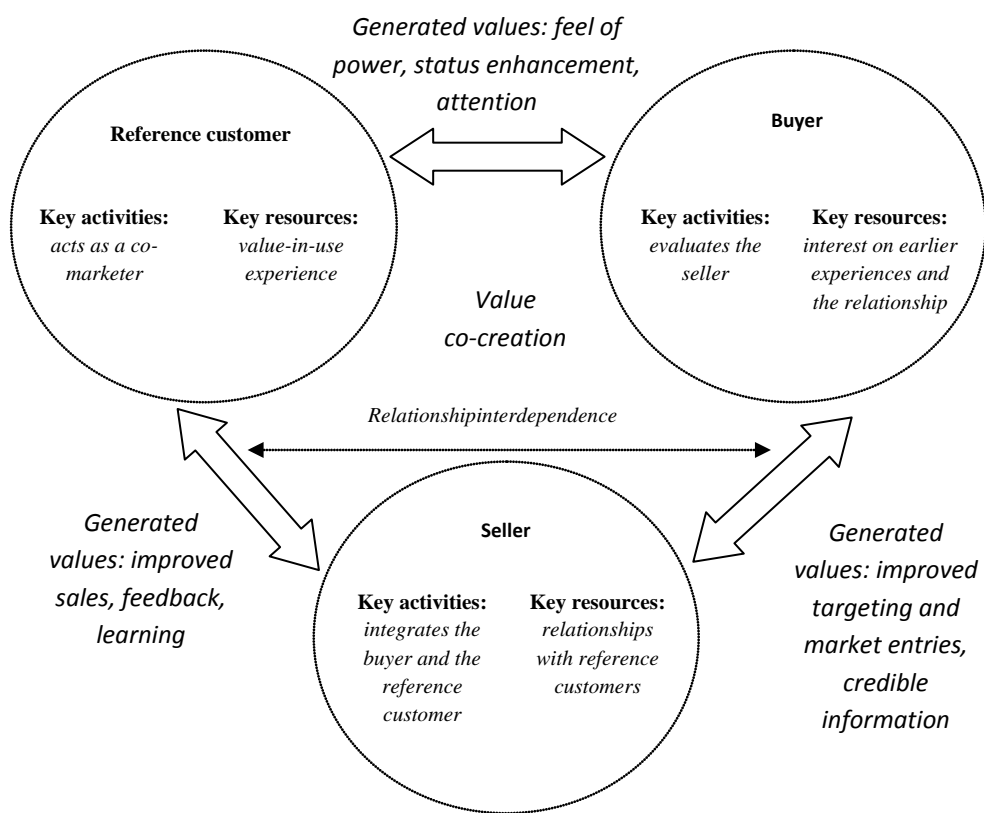 Generated values: feel of
power, status enhancement,
attention
Reference customer
Key activities:
acts as a co-
marketer
Key resources:
value-in-use
experience
Buyer
Key activities:
evaluates the
seller
Key resources:
interest on earlier
experiences and
the relationship
Value
co-creation
Relationshipinterdependence
Generated
values: improved
sales, feedback,
learning
Seller
Key activities:
integrates the
buyer and the
reference
customer
Key resources:
relationships
with reference
customers
Generated
values: improved
targeting and
market entries,
credible
information